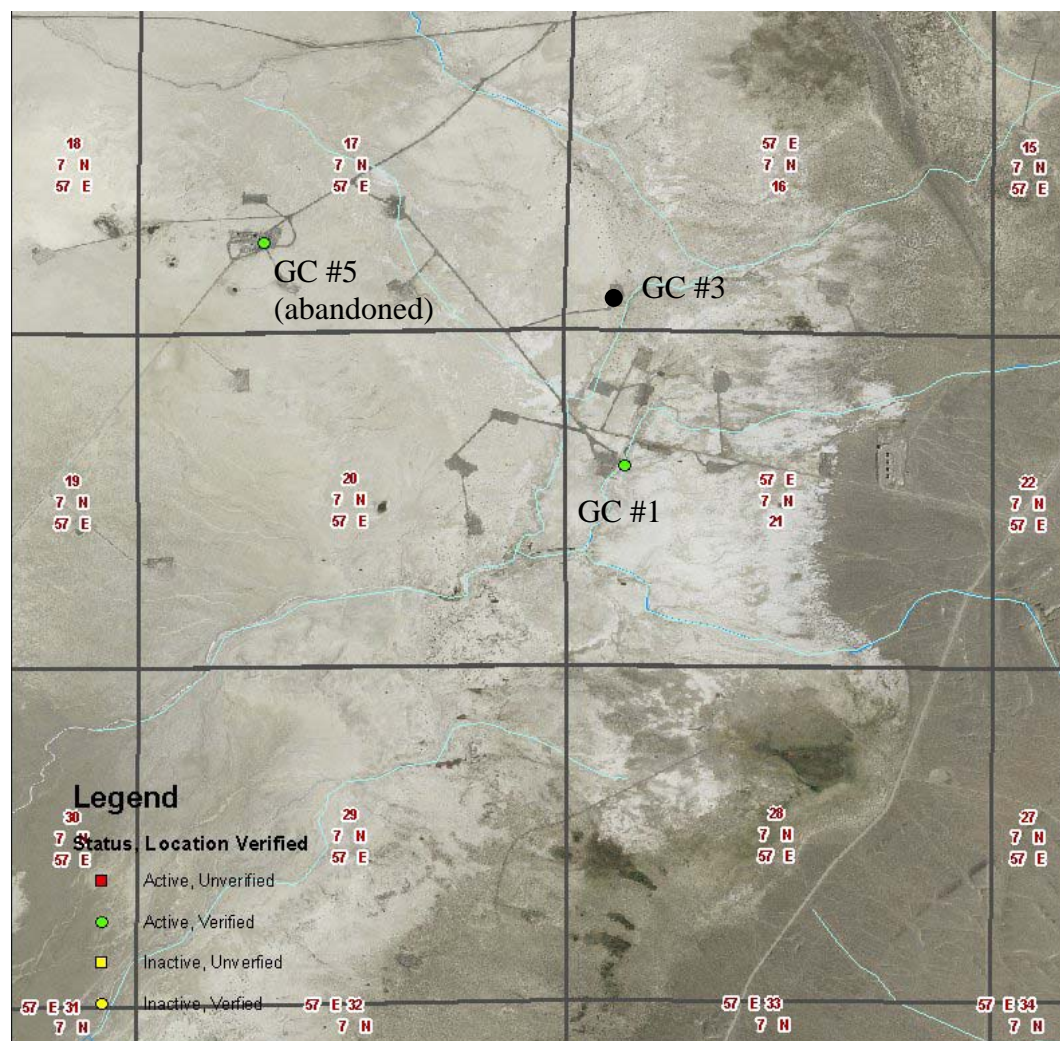 18
7 N
57 E
17
7 N
57 E
57 E
7 N
16
15
7 N
57 E
GC #5
(abandoned)
GC #3
19
7 N
57 E
20
7 N
57 E
GC #1
57 E
7 N
21
22
7 N
57 E
Legend
30
7 N
57 E
Status, Location Verified
Active, Unverified
Active, Verified
Inactive, Unverfied
Inactive, Verfied
29
7 N
57 E
28
7 N
57 E
27
7 N
57 E
57 E 31
7 N
57 E 32
7 N
57 E 33
7 N
57 E 34
7 N